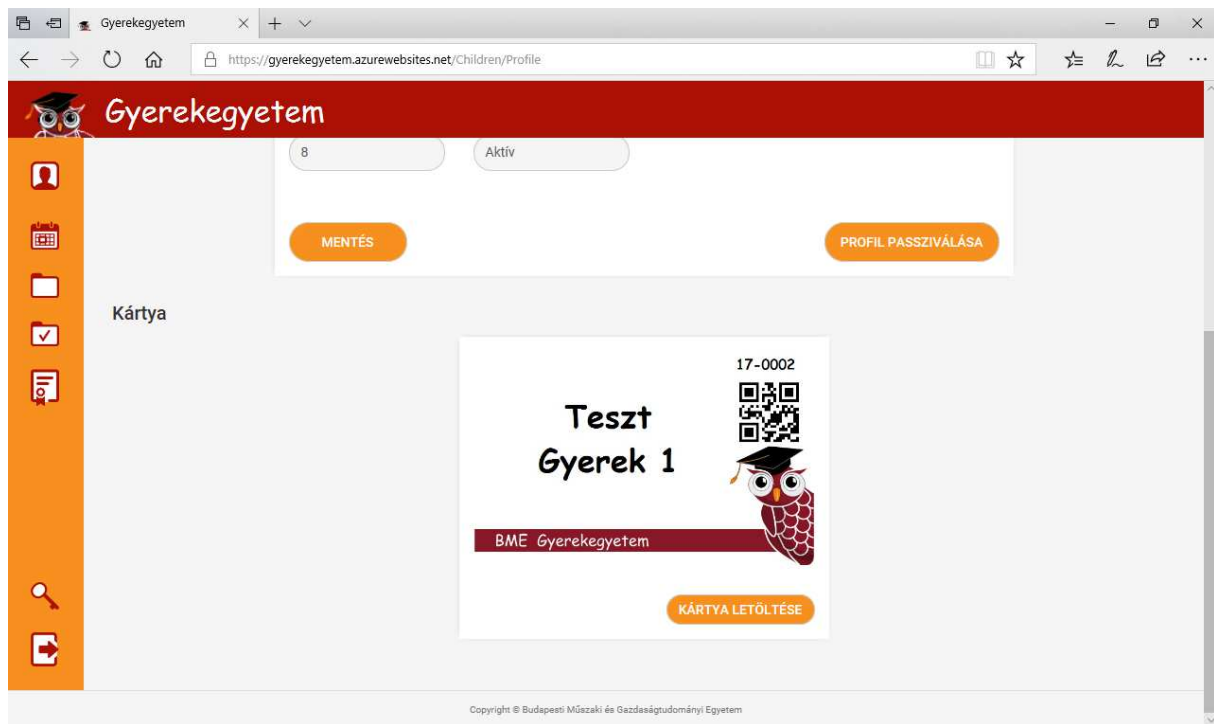 Gyerekegyetem
https://gyerekegyetem.azurewebsites.net/Children/Profile
Gyerekegyetem
8
Aktív
MENTÉS
PROFIL PASSZIVÁLÁSA
Kártya
17-0002
Teszt
Gyerek 1
BME Gyerekegyetem
KÁRTYA LETÖLTÉSE
Copyright © Budapesti Műszaki és Gazdaságtudományi Egyetem